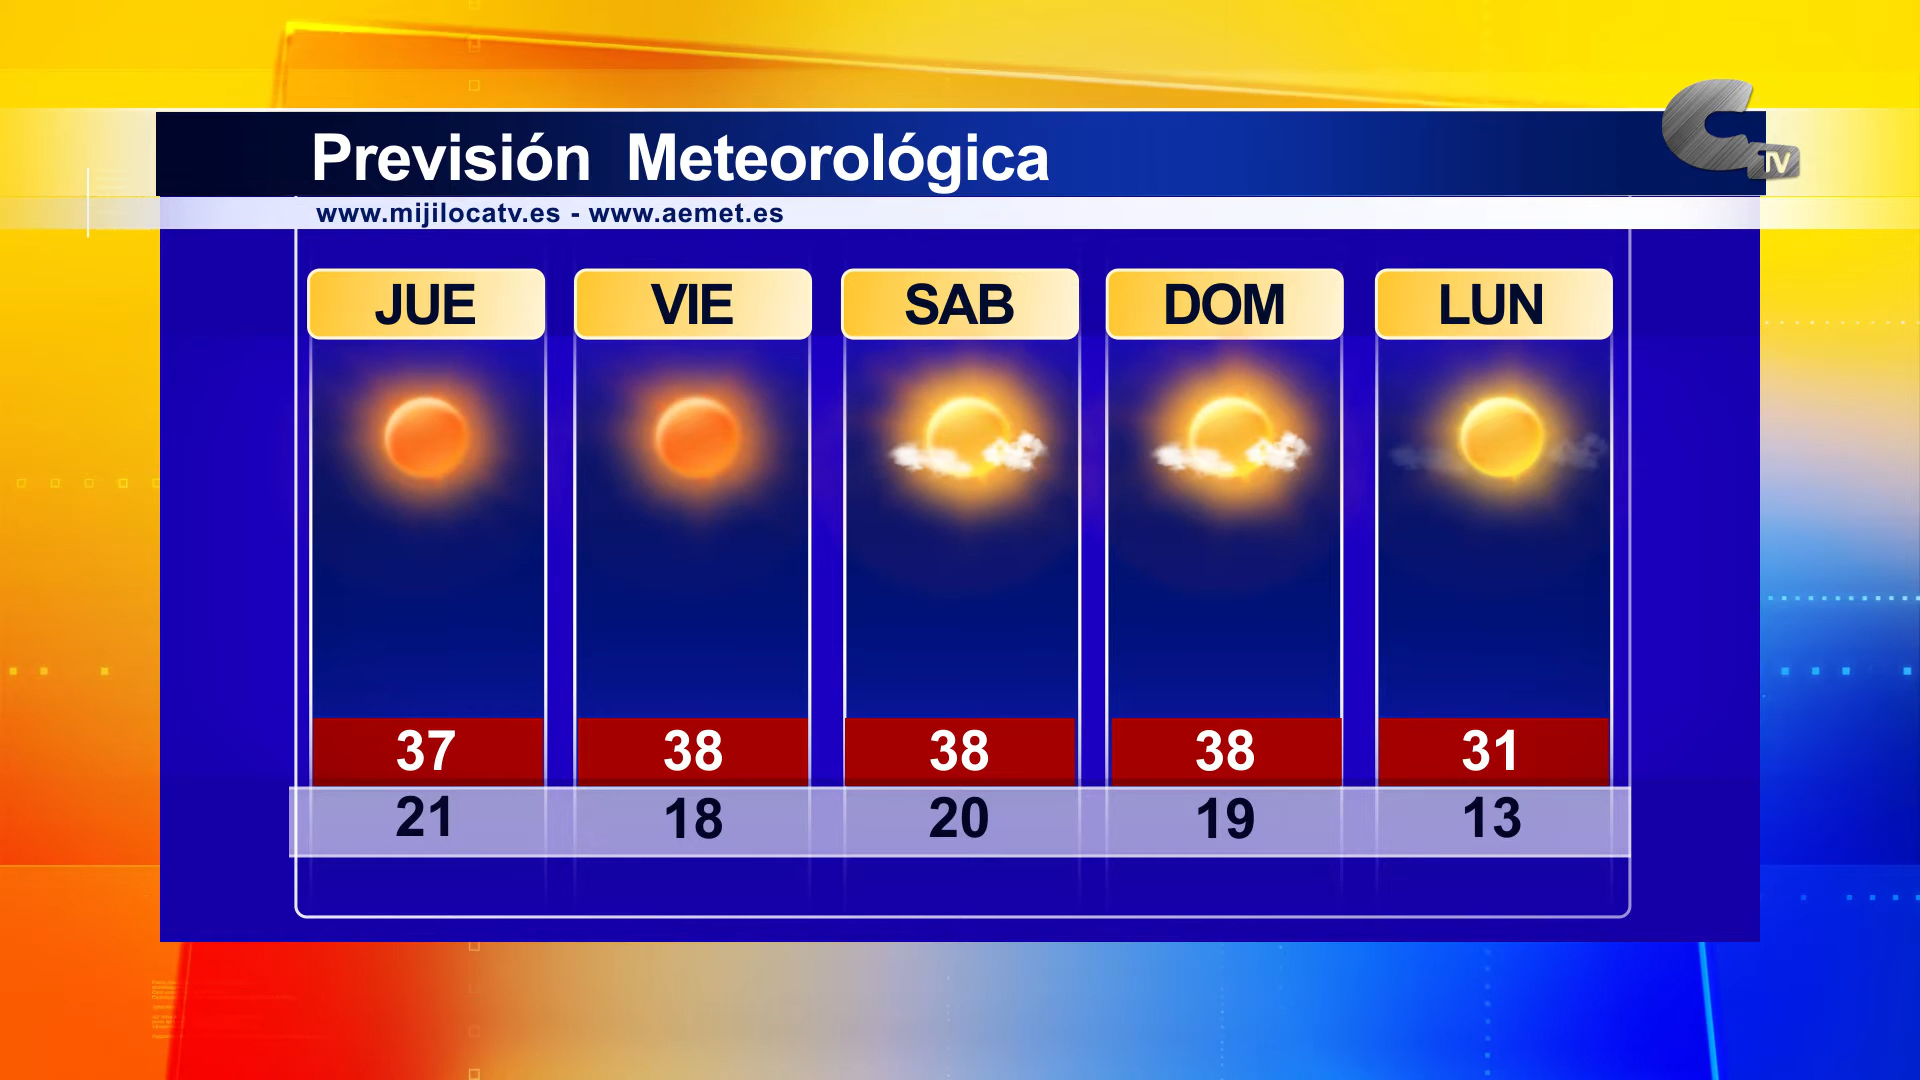 Previsión Meteorológica
www.mijilocatv.es - www.aemet.es
JUE VIE SAB DOM LUN
37 38 38 38 31
21 18 20 19 13
TV